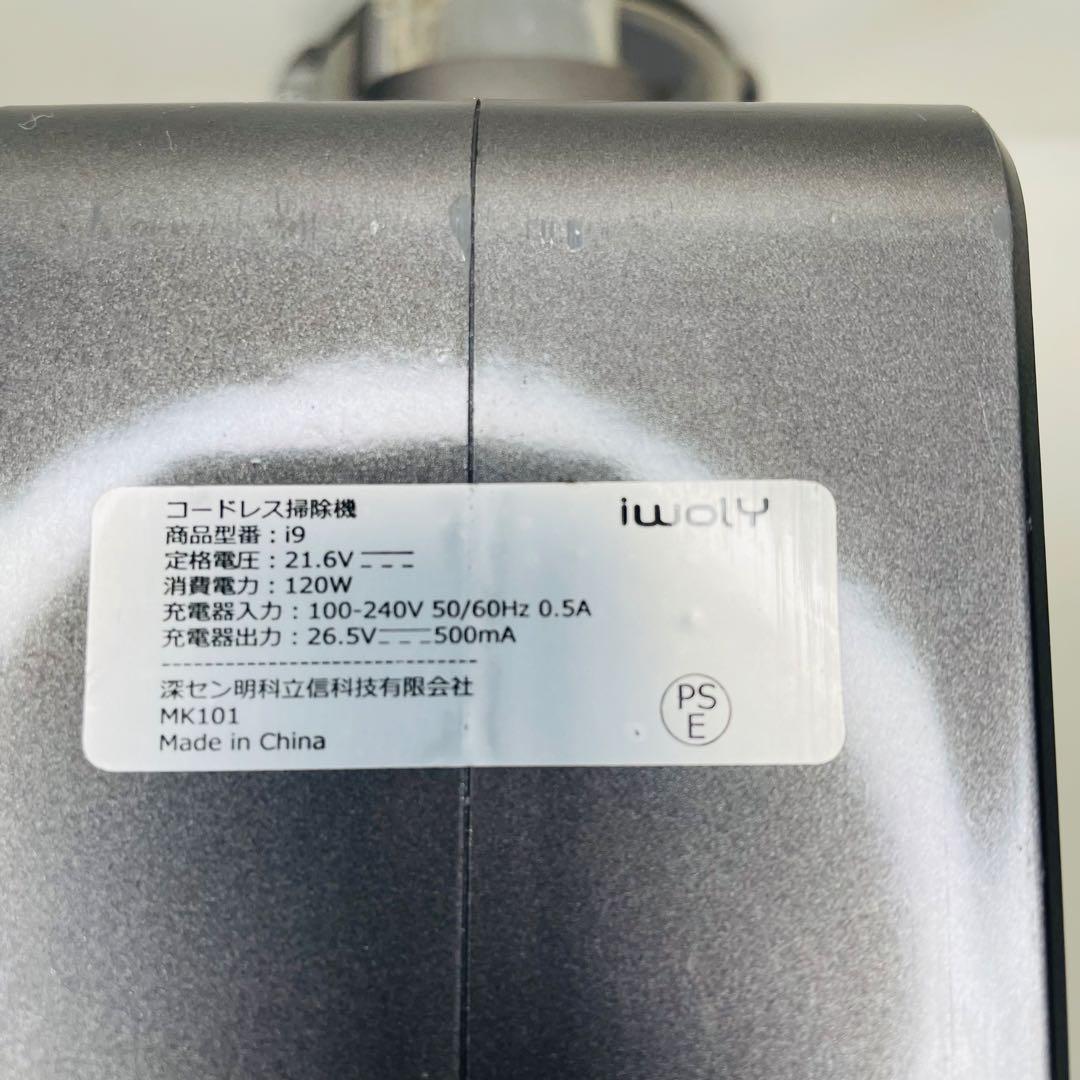 コードレス掃除機
iwoly
商品型番：i9
定格電圧：21.6V
消費電力：120W
充電器入力：100-240V 50/60Hz 0.5A
充電器出力：26.5V 500mA
深セン明科立信科技有限会社
MK101
Made in China
PS
E